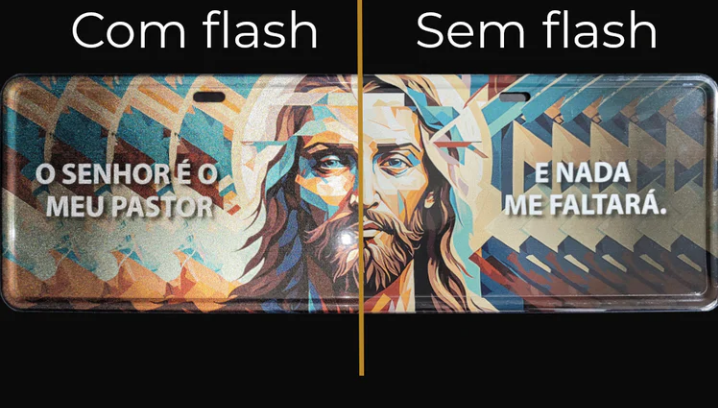 Com flash
Sem flash
O SENHOR É O
MEU PASTOR
E NADA
ME FALTARÁ.